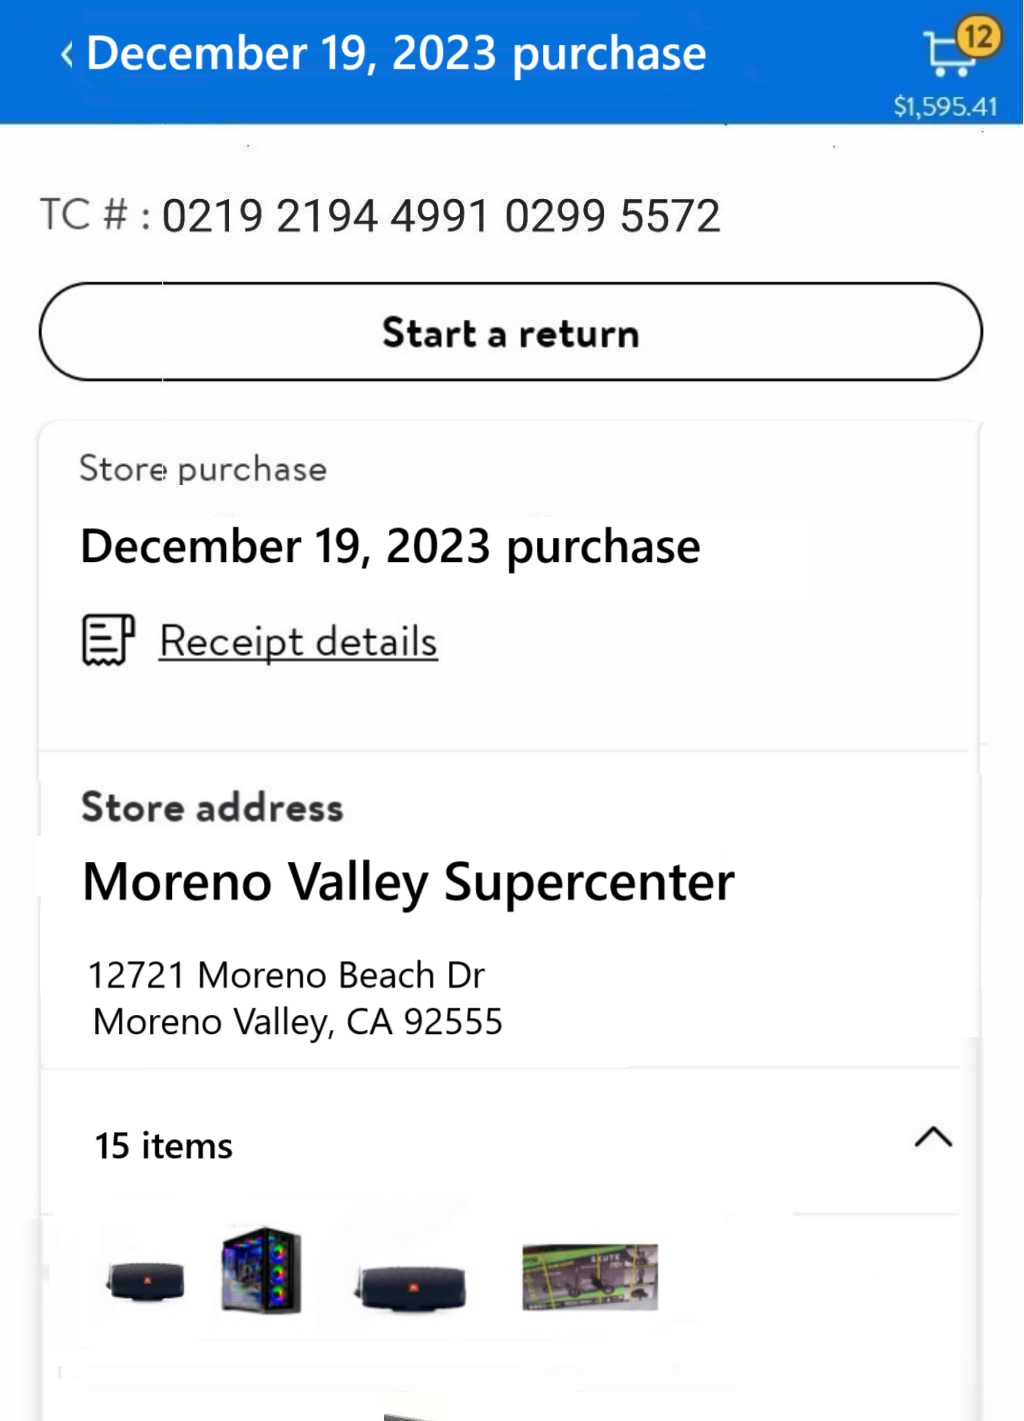 December 19, 2023 purchase
12
$1,595.41
TC # : 0219 2194 4991 0299 5572
Start a return
Store purchase
December 19, 2023 purchase
Receipt details
Store address
Moreno Valley Supercenter
12721 Moreno Beach Dr
Moreno Valley, CA 92555
15 items